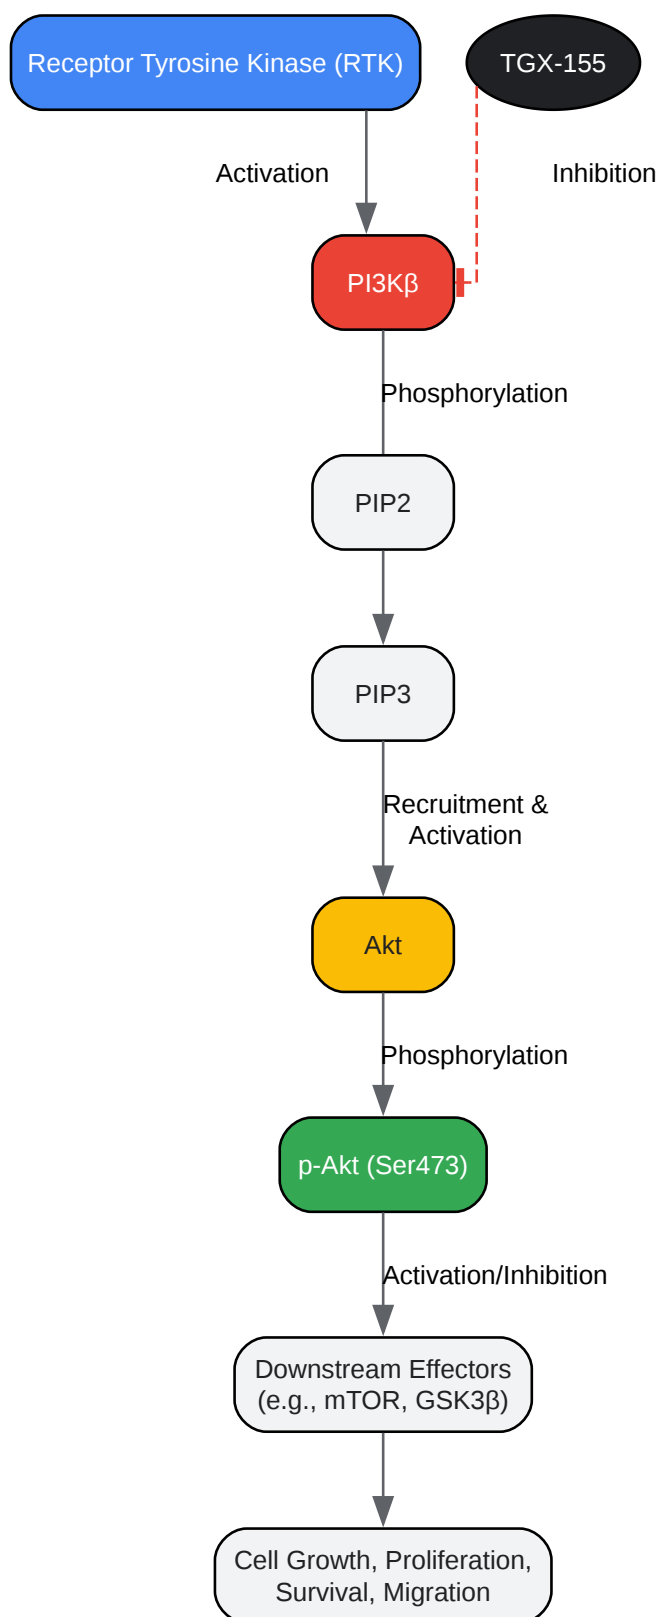 Receptor Tyrosine Kinase (RTK)
TGX-155
Activation
Inhibition
PI3Kβ
Phosphorylation
PIP2
PIP3
Recruitment &
Activation
Akt
Phosphorylation
p-Akt (Ser473)
Activation/Inhibition
Downstream Effectors
(e.g., mTOR, GSK3β)
Cell Growth, Proliferation,
Survival, Migration